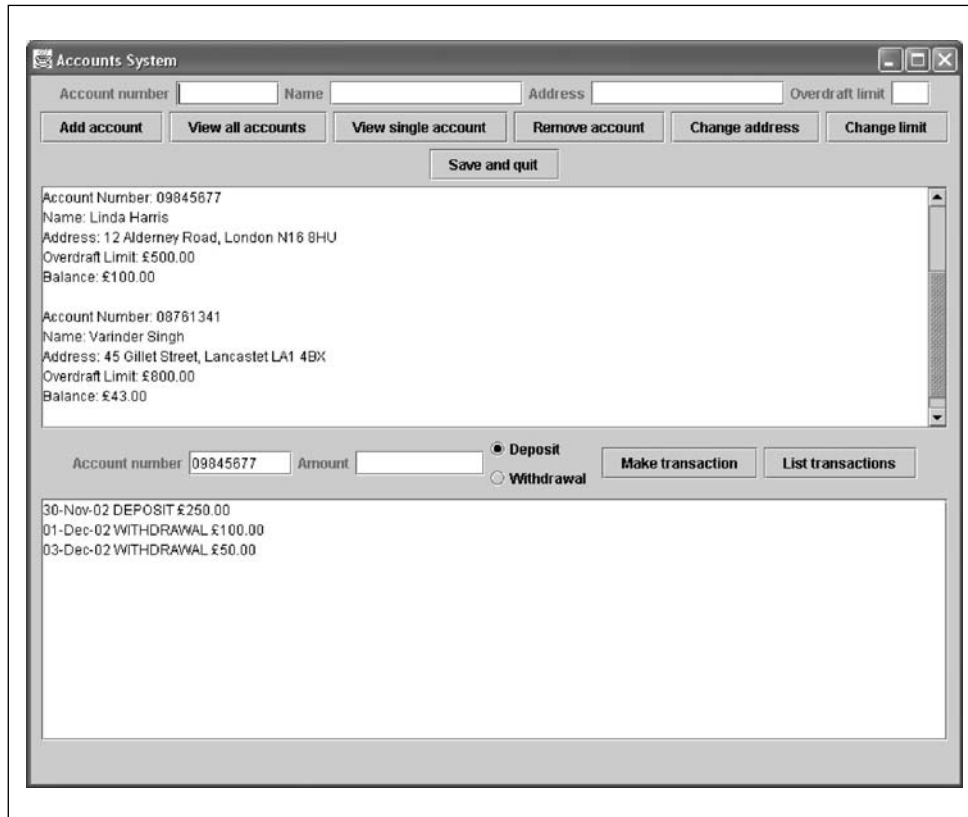 Accounts System
Account number Name Address Overdraft limit
Add account View all accounts View single account Remove account Change address Change limit
Save and quit
Account Number: 09845677
Name: Linda Harris
Address: 12 Alderney Road, London N16 8HU
Overdraft Limit: £500.00
Balance: £100.00
Account Number: 08761341
Name: Varinder Singh
Address: 45 Gillet Street, Lancastet LA1 4BX
Overdraft Limit: £800.00
Balance: £43.00
Account number 09845677 Amount Deposit Withdrawal Make transaction List transactions
30-Nov-02 DEPOSIT £250.00
01-Dec-02 WITHDRAWAL £100.00
03-Dec-02 WITHDRAWAL £50.00